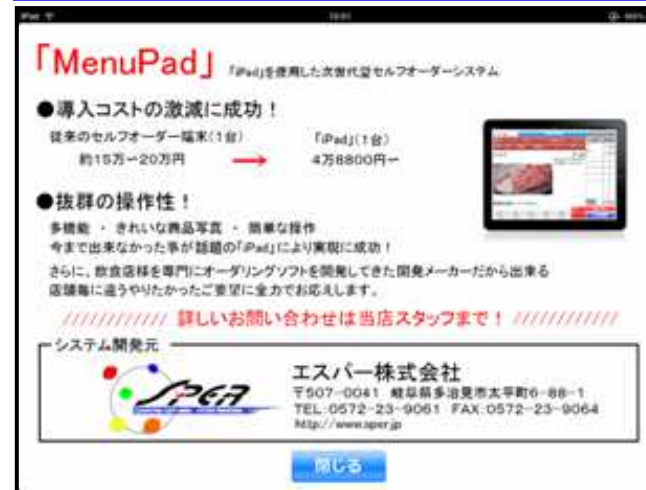 iPad
「MenuPad」 「iPad」を使用した次世代型セルフオーダーシステム
●導入コストの激減に成功！
従来のセルフオーダー端末(1台)
「iPad」(1台)
約15万～20万円 → 4万8800円～
●抜群の操作性！
多機能 ・ きれいな商品写真 ・ 簡単な操作
今まで出来なかった事が話題の「iPad」により実現に成功！
さらに、飲食店様を専門にオーダリングソフトを開発してきた開発メーカーだから出来る
店舗毎に違うやりたかったご要望に全力でお応えします。
//////////// 詳しいお問い合わせは当店スタッフまで！ ////////////
システム開発元
SPER
エスパー株式会社
〒507-0041 岐阜県多治見市太平町6-88-1
TEL:0572-23-9061 FAX:0572-23-9064
http://www.sper.jp
閉じる